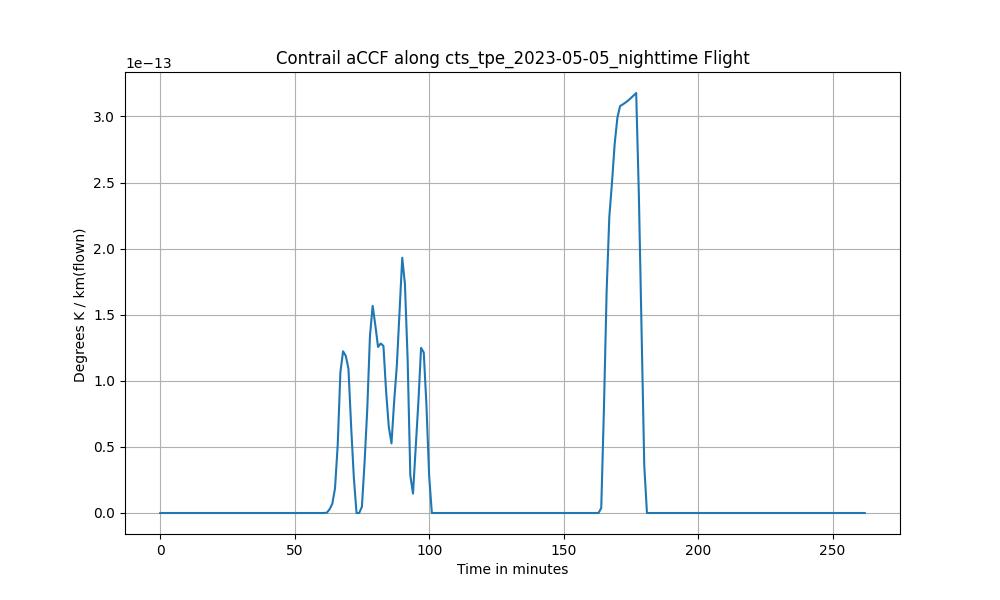 Contrail aCCF along cts_tpe_2023-05-05_nighttime Flight
1e−13
3.0
2.5
2.0
1.5
1.0
0.5
0.0
Degrees K / km(flown)
0 50 100 150 200 250
Time in minutes